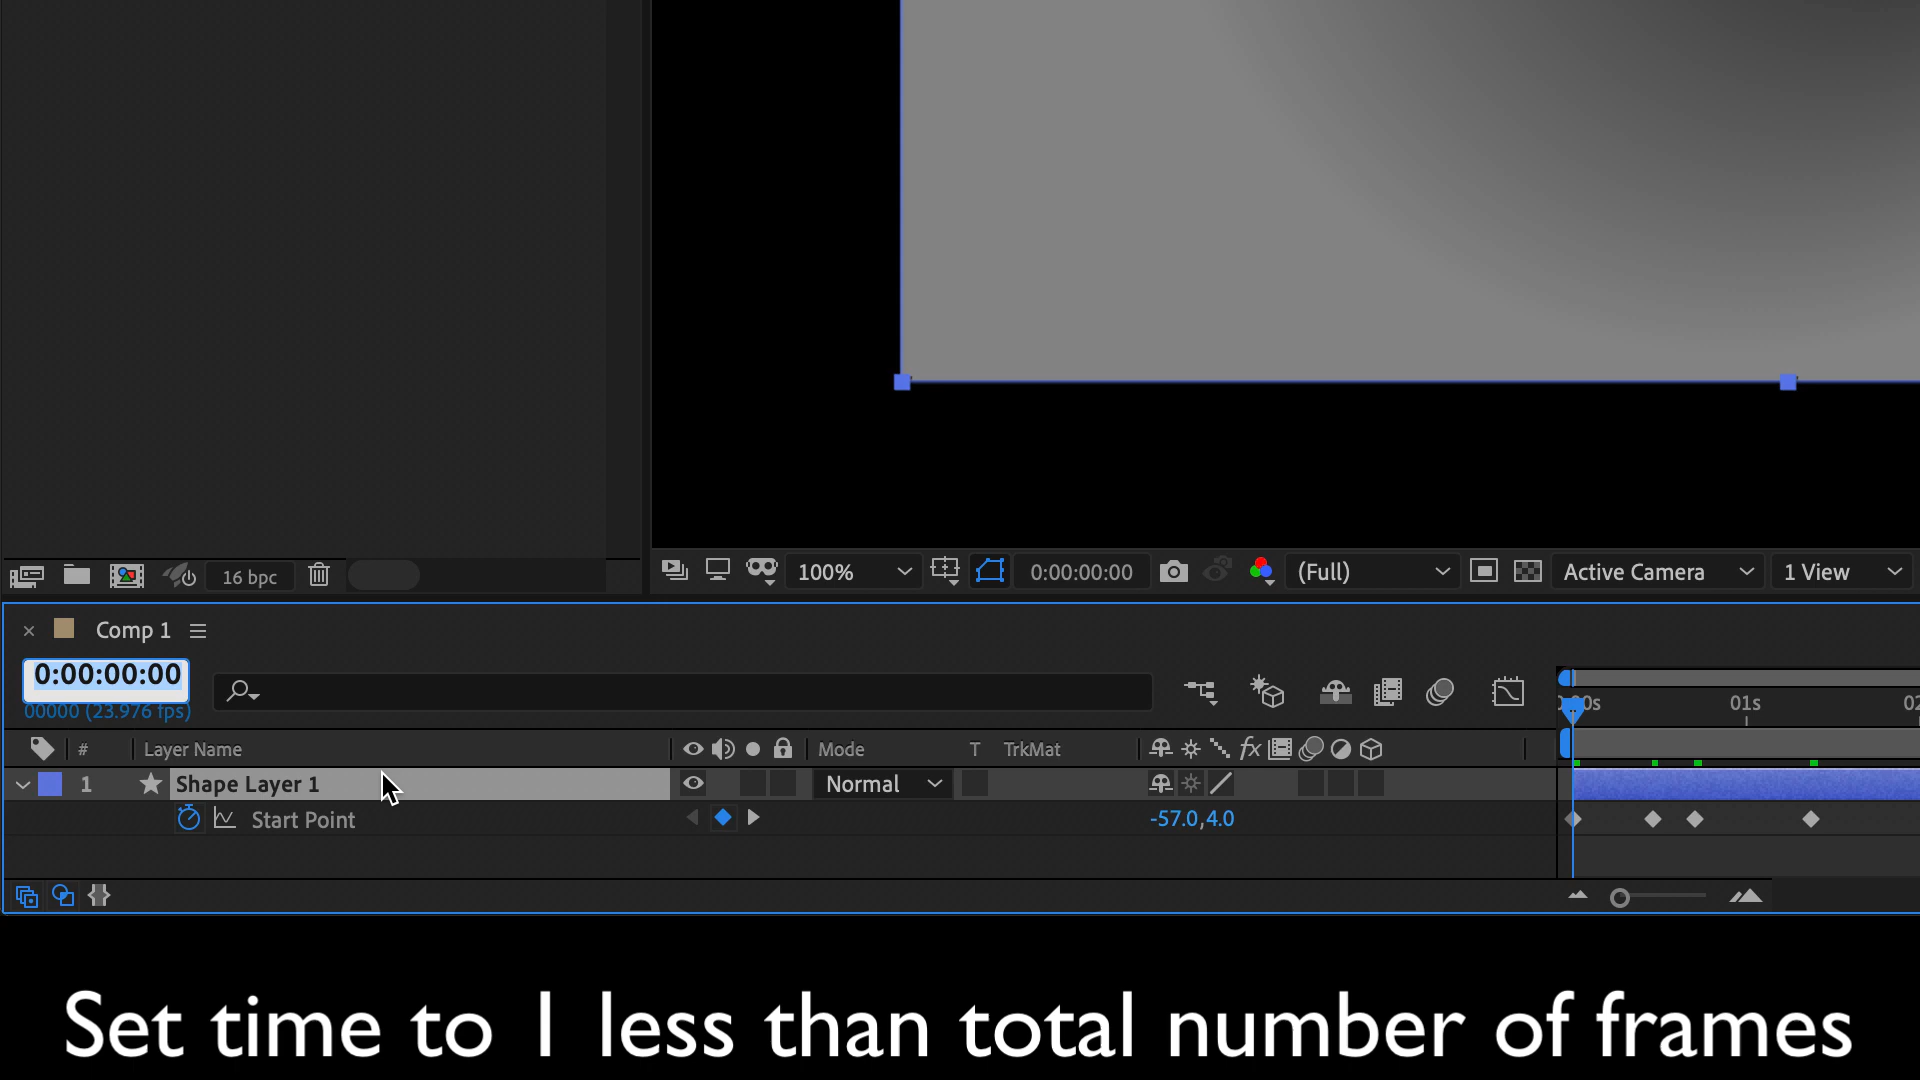 16 bpc
100%
0:00:00:00
(Full)
Active Camera
1 View
Comp 1
0:00:00:00
00000 (23.976 fps)
01s
#
Layer Name
Mode
T
TrkMat
fx
1
Shape Layer 1
Normal
Start Point
-57.0,4.0
Set time to 1 less than total number of frames